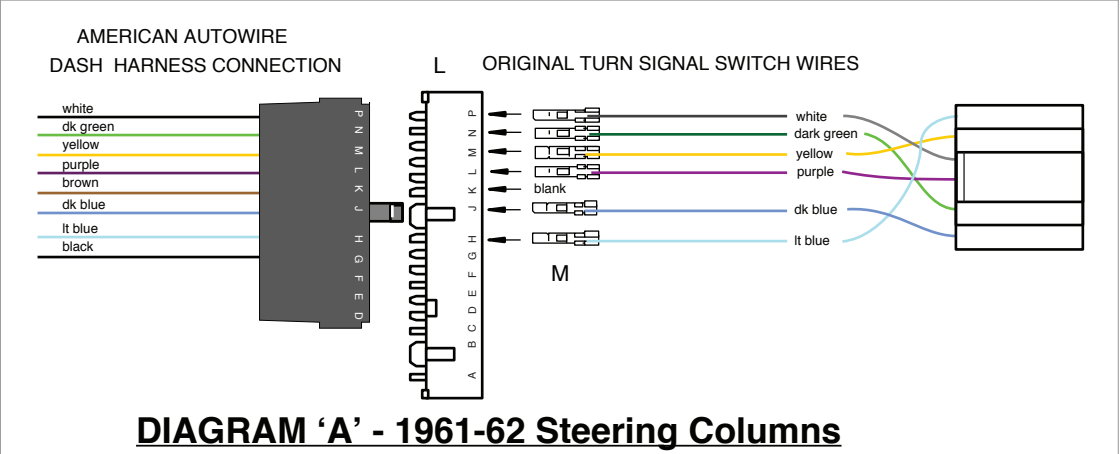 AMERICAN AUTOWIRE
DASH HARNESS CONNECTION
L
ORIGINAL TURN SIGNAL SWITCH WIRES
white
dk green
yellow
purple
brown
dk blue
lt blue
black
P
N
M
L
K
J
H
G
F
E
D
P
N
M
L
K
J
H
G
F
E
D
C
B
A
white
dark green
yellow
purple
blank
dk blue
lt blue
M
DIAGRAM ‘A’ - 1961-62 Steering Columns